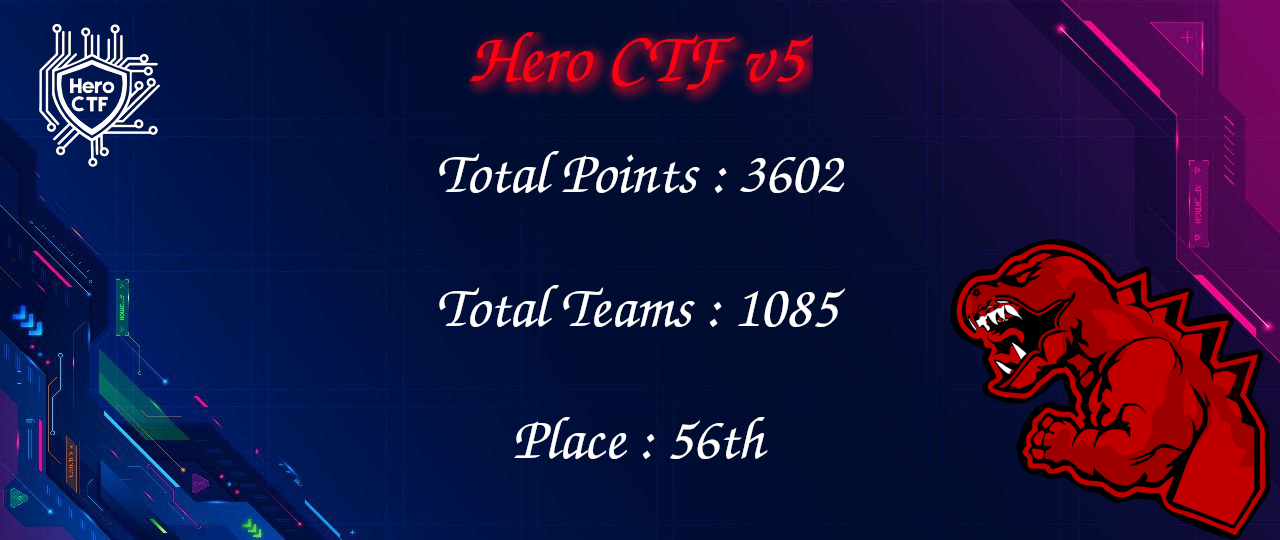 Hero CTF v5
Hero
CTF
Total Points : 3602
Total Teams : 1085
Place : 56th